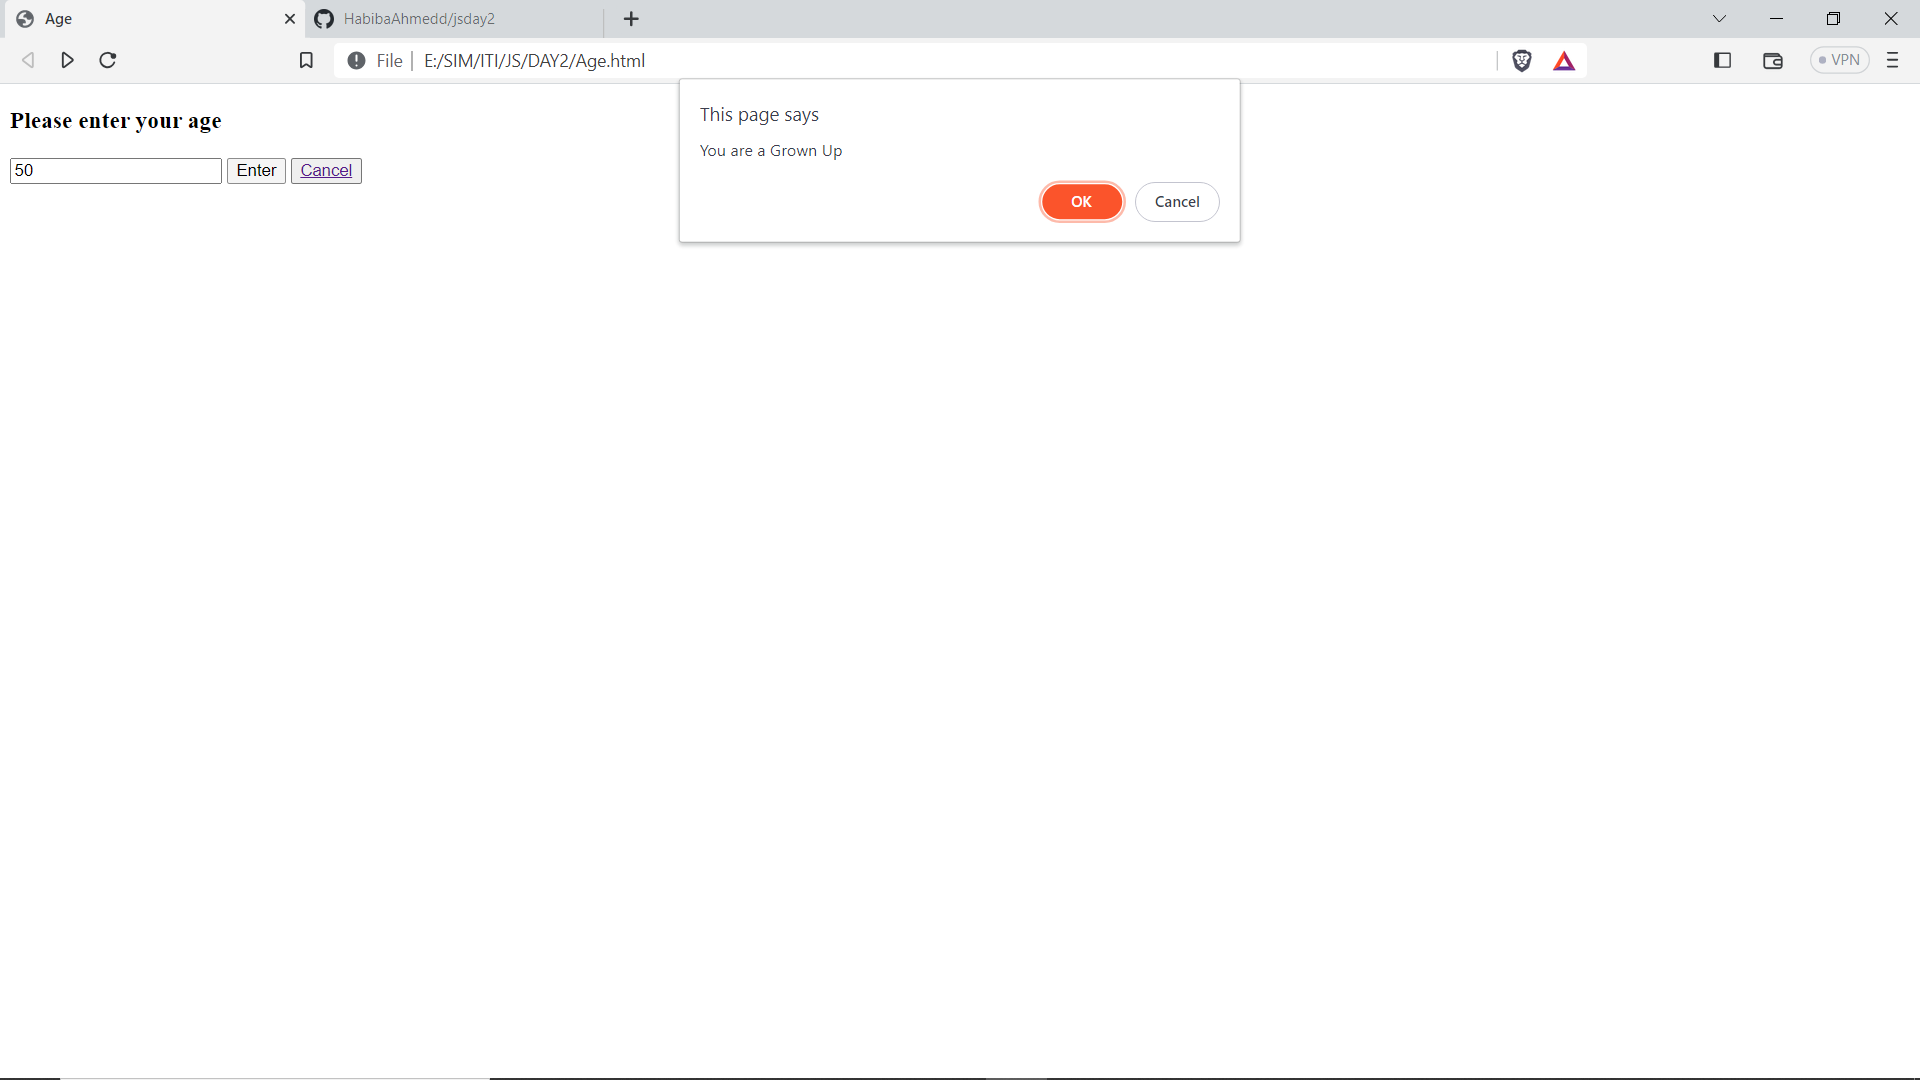 Age
HabibaAhmedd/jsday2
File
E:/SIM/ITI/JS/DAY2/Age.html
VPN
This page says
You are a Grown Up
OK
Cancel
Please enter your age
50
Enter
Cancel